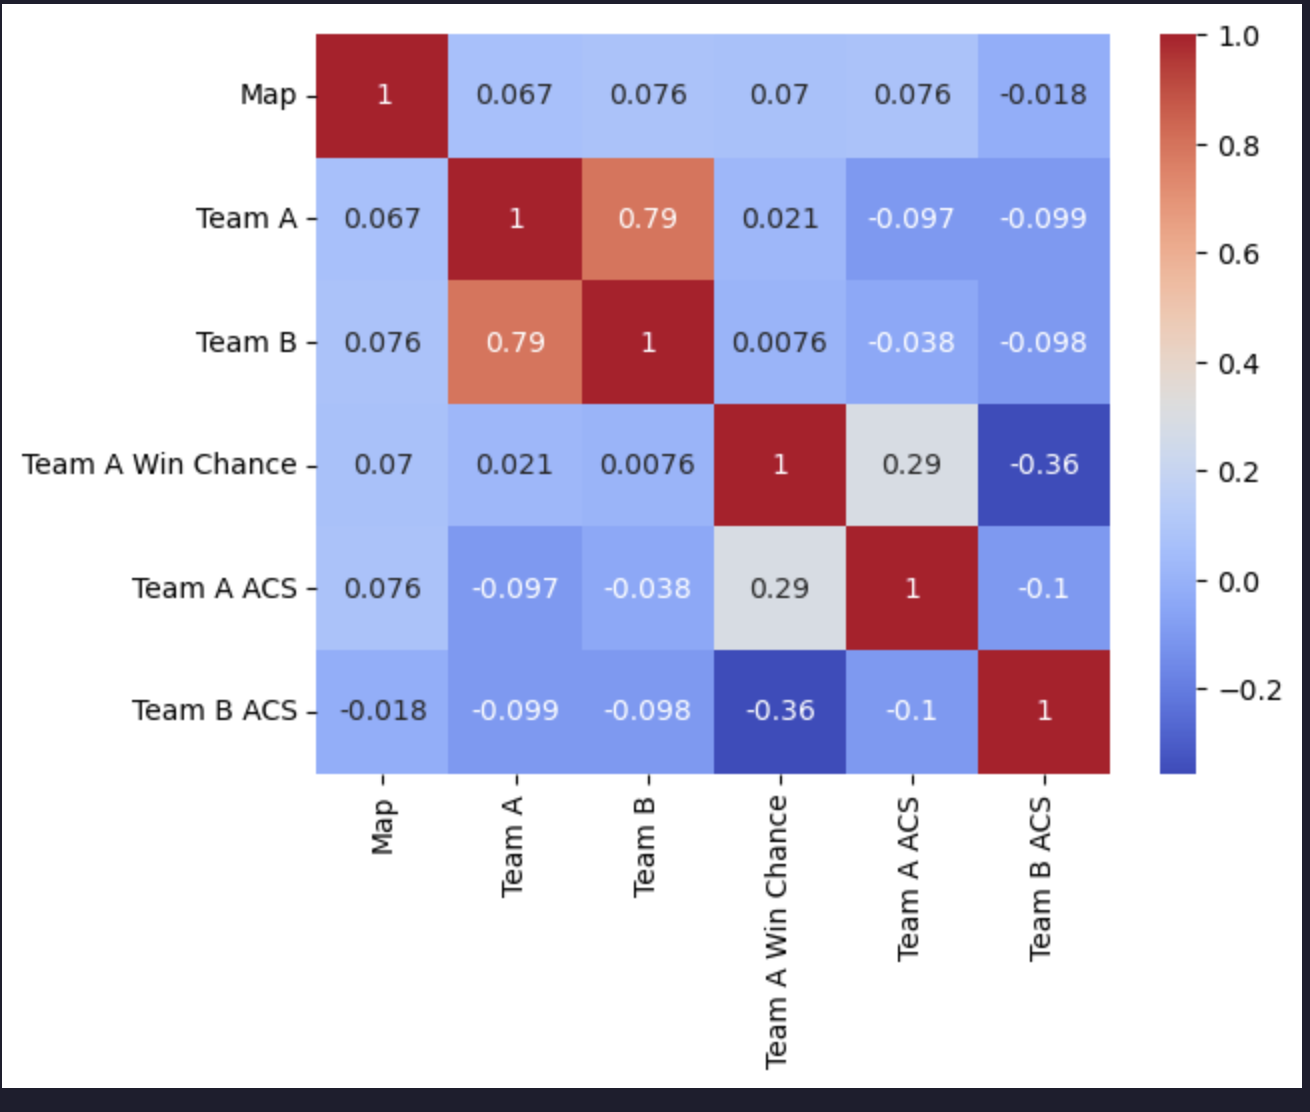 Map 1 0.067 0.076 0.07 0.076 -0.018
Team A 0.067 1 0.79 0.021 -0.097 -0.099
Team B 0.076 0.79 1 0.0076 -0.038 -0.098
Team A Win Chance 0.07 0.021 0.0076 1 0.29 -0.36
Team A ACS 0.076 -0.097 -0.038 0.29 1 -0.1
Team B ACS -0.018 -0.099 -0.098 -0.36 -0.1 1
Map
Team A
Team B
Team A Win Chance
Team A ACS
Team B ACS
1.0
0.8
0.6
0.4
0.2
0.0
−0.2